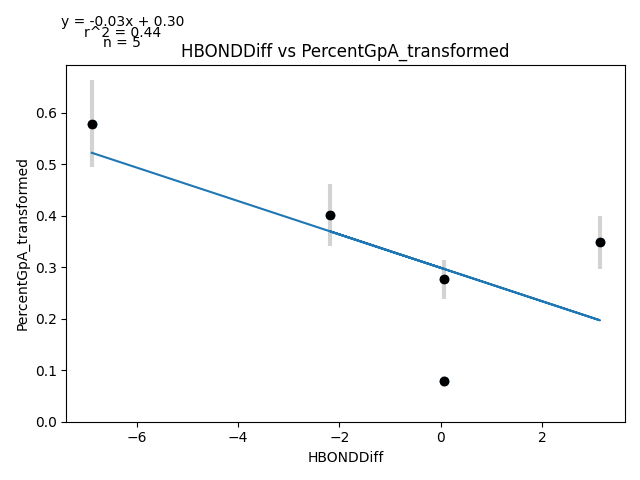 y = -0.03x + 0.30
r^2 = 0.44
n = 5
HBONDDiff vs PercentGpA_transformed
PercentGpA_transformed
0.6
0.5
0.4
0.3
0.2
0.1
0.0
−6
−4
−2
0
2
HBONDDiff